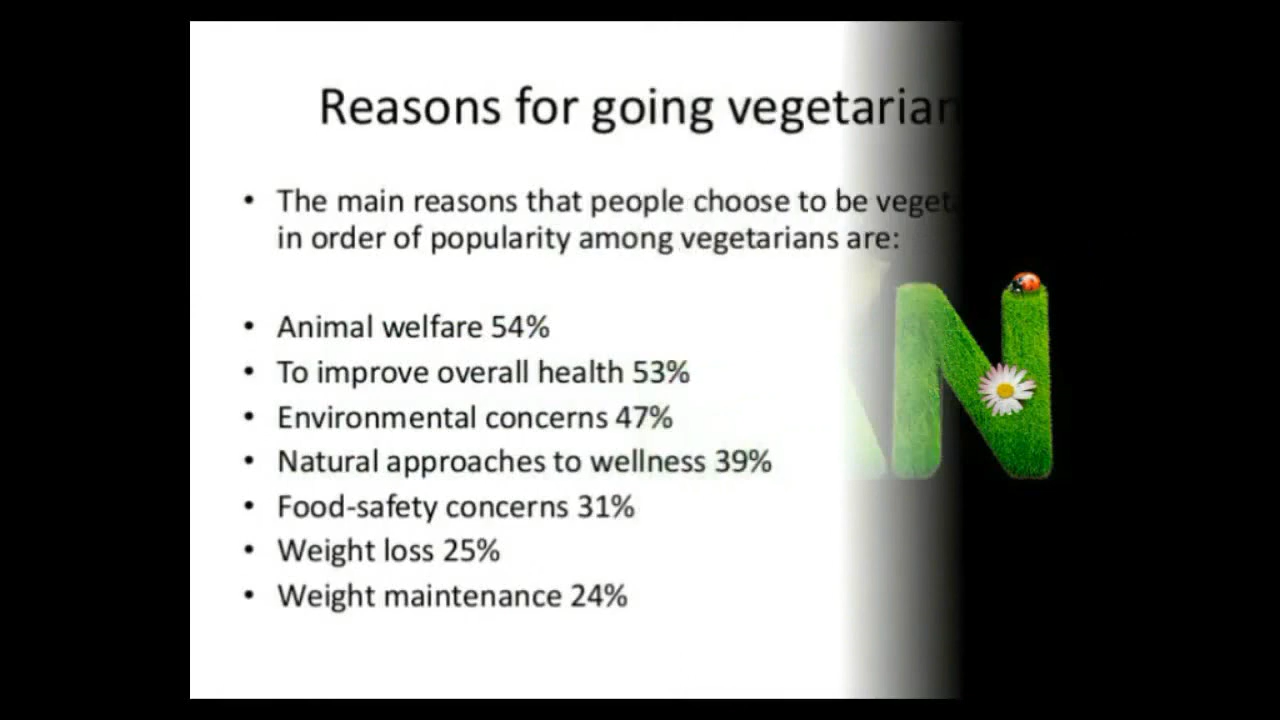 Reasons for going vegetarian
• The main reasons that people choose to be
in order of popularity among vegetarians are:
• Animal welfare 54%
• To improve overall health 53%
• Environmental concerns 47%
• Natural approaches to wellness 39%
• Food-safety concerns 31%
• Weight loss 25%
• Weight maintenance 24%
N